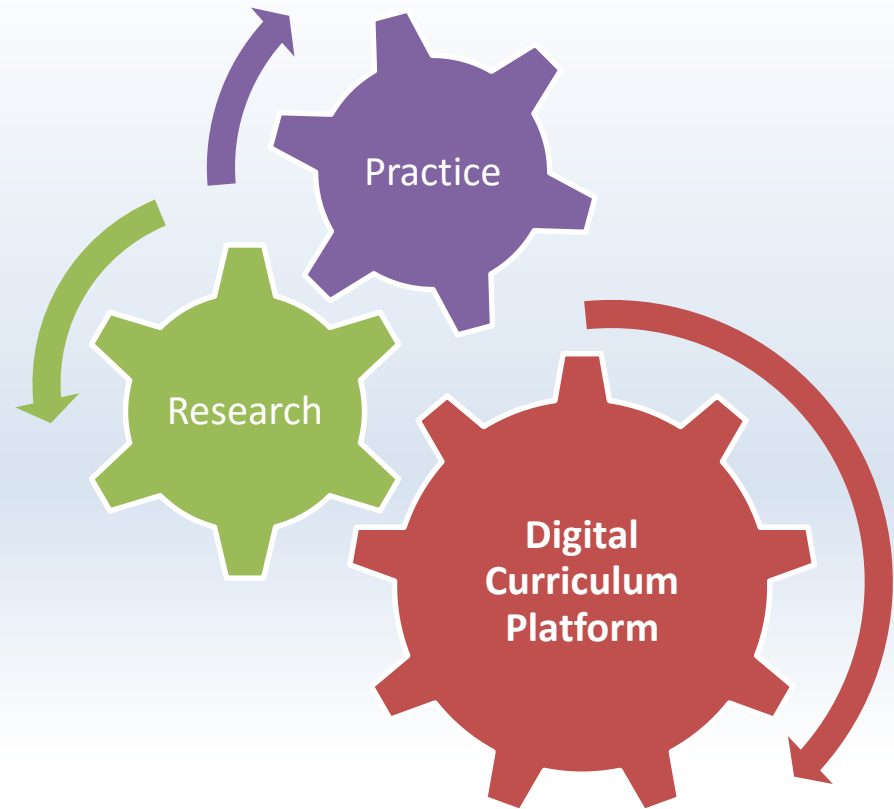 Practice
Research
Digital
Curriculum
Platform